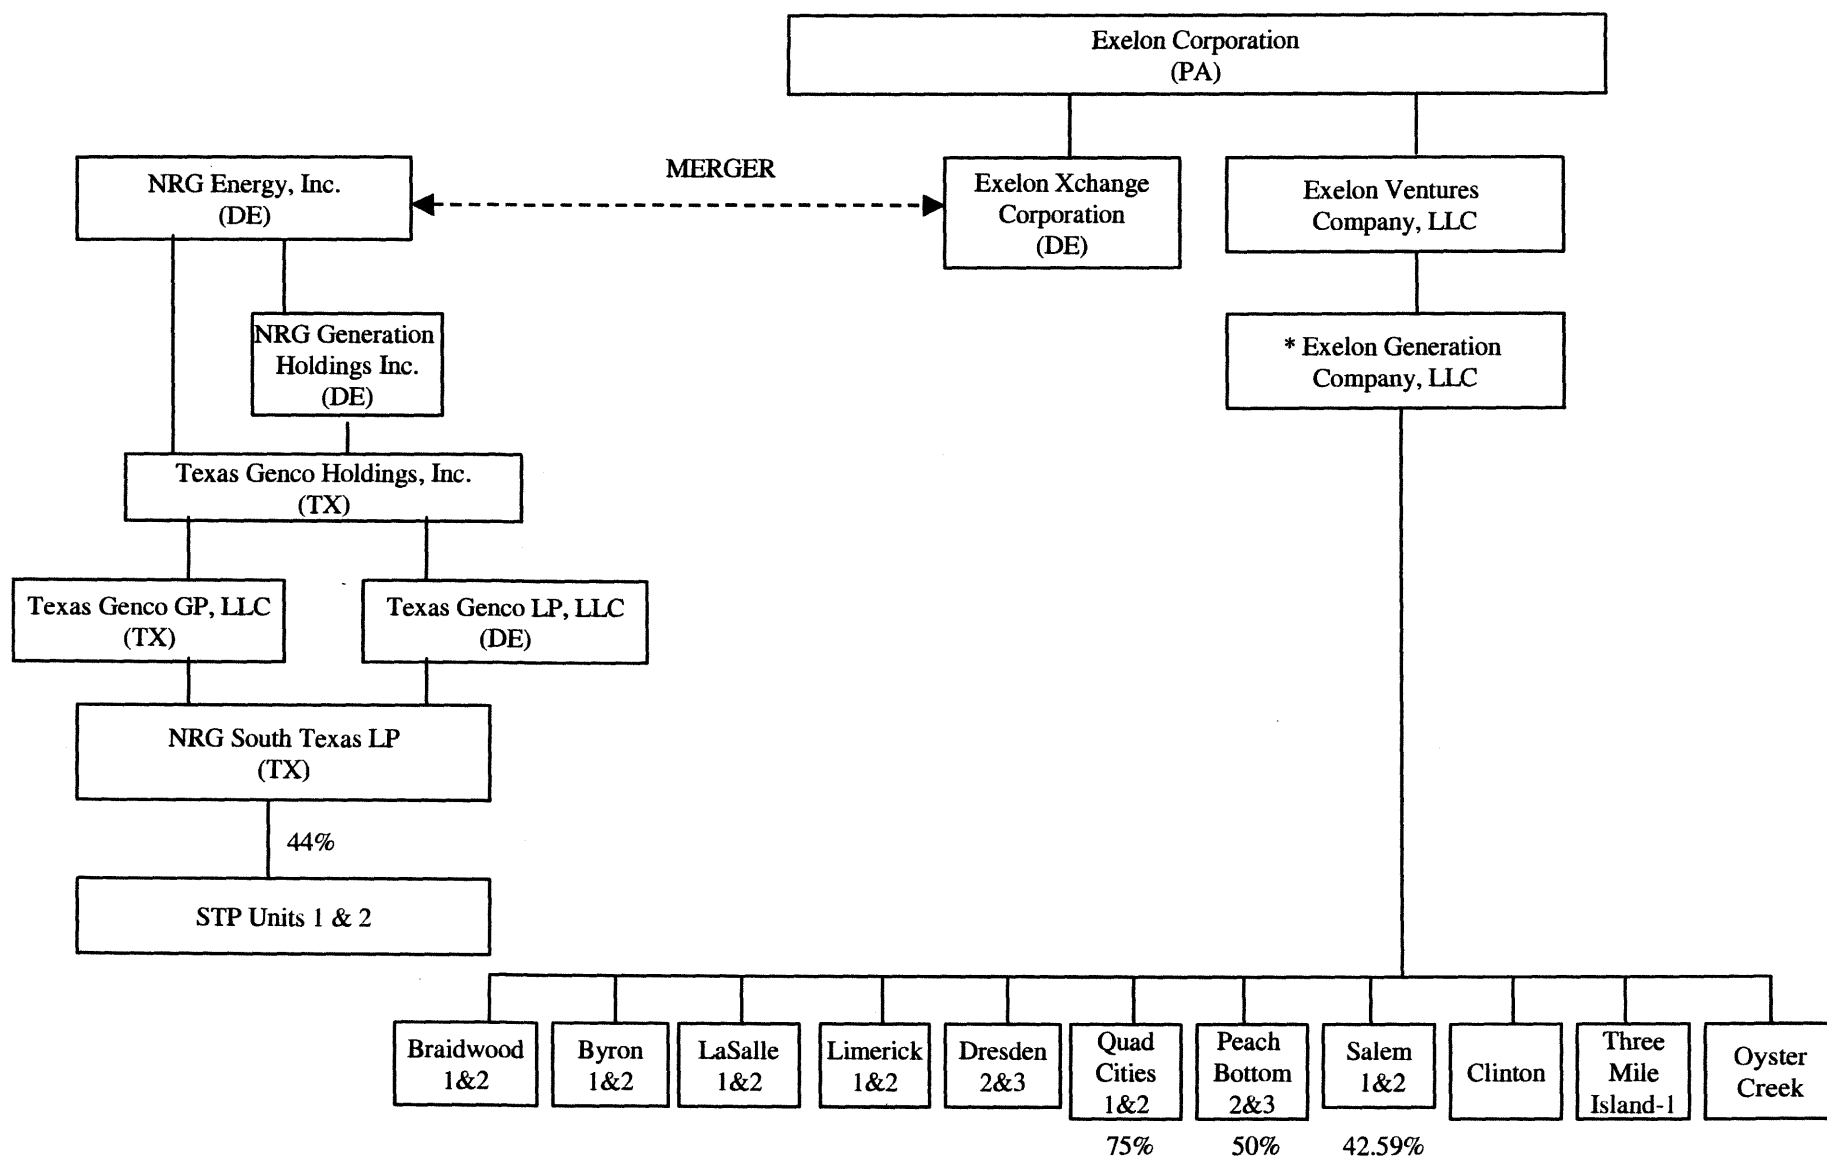 Exelon Corporation
(PA)
MERGER
NRG Energy, Inc.
(DE)
Exelon Xchange
Corporation
(DE)
Exelon Ventures
Company, LLC
NRG Generation
Holdings Inc.
(DE)
* Exelon Generation
Company, LLC
Texas Genco Holdings, Inc.
(TX)
Texas Genco GP, LLC
(TX)
Texas Genco LP, LLC
(DE)
NRG South Texas LP
(TX)
44%
STP Units 1 & 2
Braidwood
1&2
Byron
1&2
LaSalle
1&2
Limerick
1&2
Dresden
2&3
Quad
Cities
1&2
75%
Peach
Bottom
2&3
50%
Salem
1&2
42.59%
Clinton
Three
Mile
Island-1
Oyster
Creek